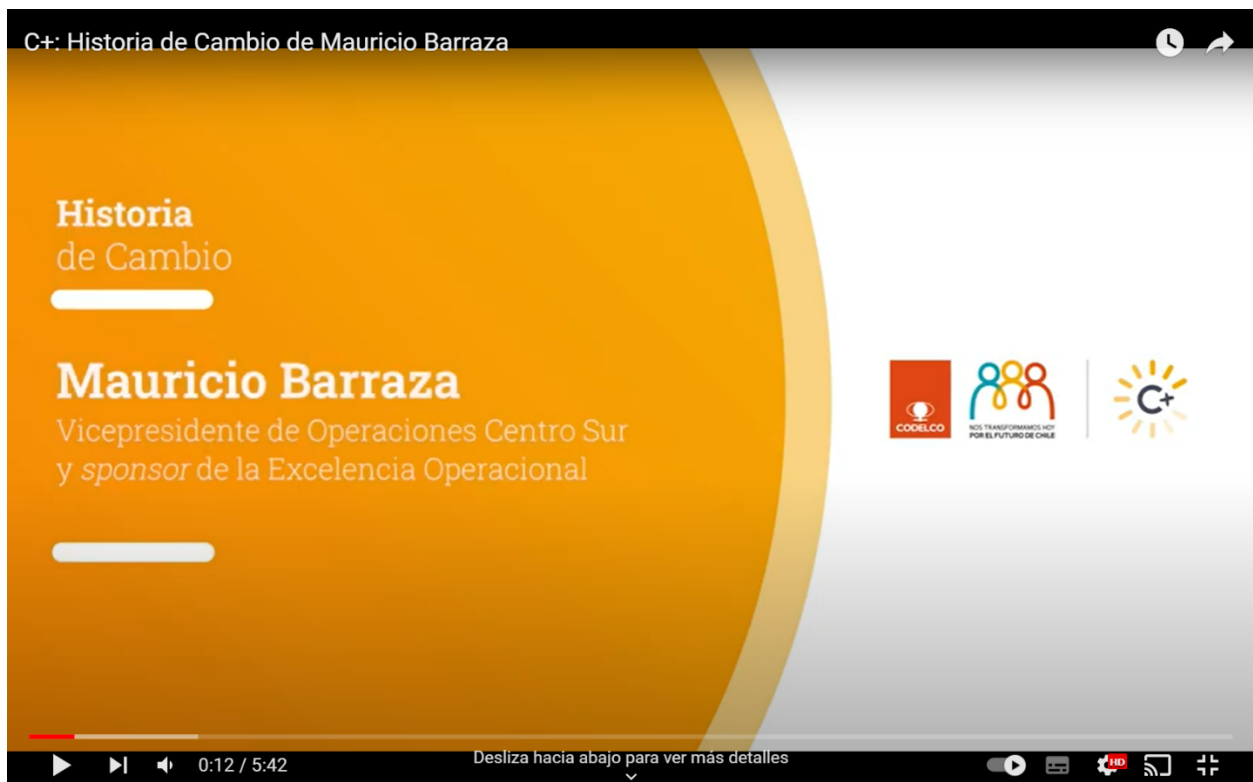 C+: Historia de Cambio de Mauricio Barraza
Historia
de Cambio
Mauricio Barraza
Vicepresidente de Operaciones Centro Sur
y sponsor de la Excelencia Operacional
CODELCO
NOS TRANSFORMAMOS HOY
POR EL FUTURO DE CHILE
C+
0:12 / 5:42
Desliza hacia abajo para ver más detalles
HD